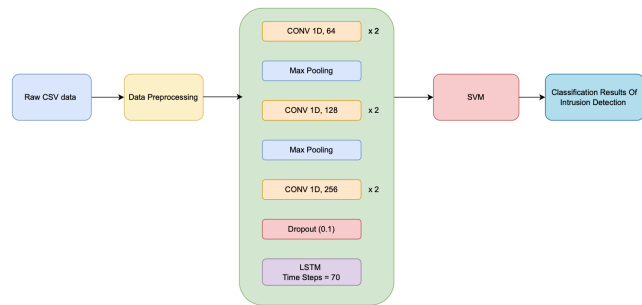 CONV 1D, 64 x 2
Max Pooling
Raw CSV data
Data Preprocessing
CONV 1D, 128 x 2
SVM
Classification Results Of
Intrusion Detection
Max Pooling
CONV 1D, 256 x 2
Dropout (0.1)
LSTM
Time Steps = 70